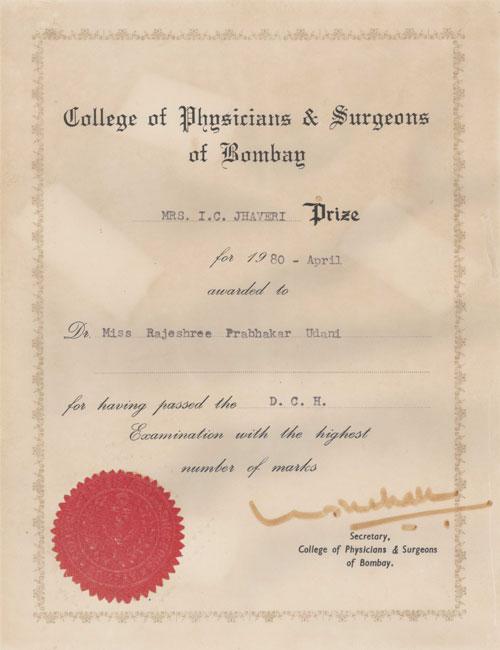 College of Physicians & Surgeons
of Bombay
MRS. I.C. JHAVERI Prize
for 1980 - April
awarded to
Dr. Miss Rajeshree Prabhakar Udani
for having passed the D. C. H.
Examination with the highest
number of marks
Secretary,
College of Physicians & Surgeons
of Bombay.